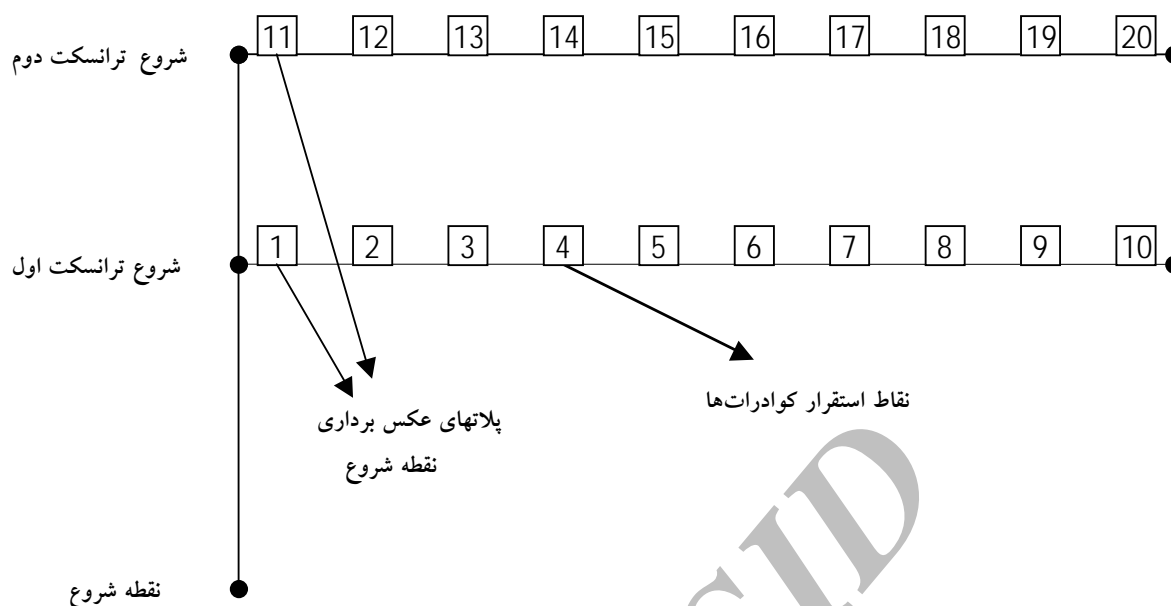 11 12 13 14 15 16 17 18 19 20
شروع ترانسکت دوم
1 2 3 4 5 6 7 8 9 10
شروع ترانسکت اول
نقاط استقرار کوادرات‌ها
پلاتهای عکس برداری
نقطه شروع
نقطه شروع
SID